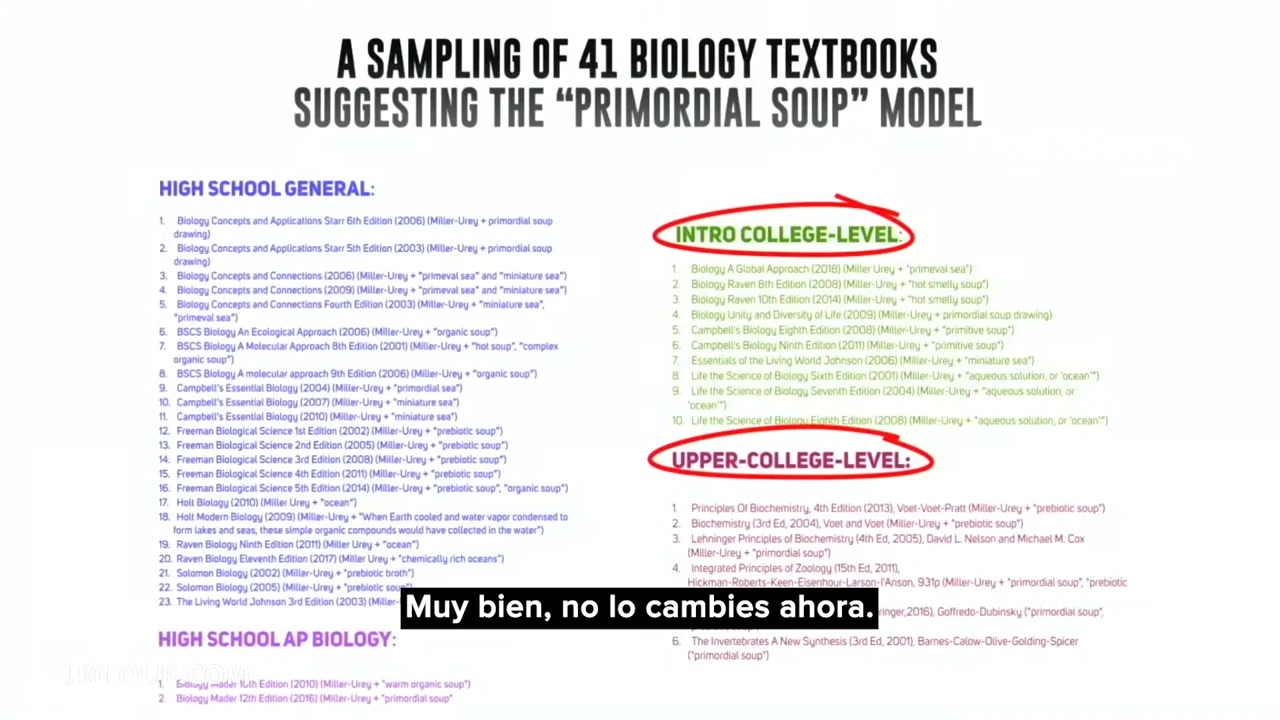 A SAMPLING OF 41 BIOLOGY TEXTBOOKS
SUGGESTING THE “PRIMORDIAL SOUP” MODEL
HIGH SCHOOL GENERAL:
1. Biology Concepts and Applications Starr 6th Edition (2006) (Miller-Urey + "primordial soup
drawing)
2. Biology Concepts and Applications Starr 5th Edition (2003) (Miller-Urey + "primordial soup
drawing)
3. Biology Concepts and Connections (2006) (Miller-Urey + "primeval sea" and "miniature sea")
4. Biology Concepts and Connections (2009) (Miller-Urey + "primeval sea" and "miniature sea")
5. Biology Concepts and Connections Fourth Edition (2003) (Miller-Urey + "miniature sea",
"primeval sea")
6. BSCS Biology An Ecological Approach (2006) (Miller-Urey + "organic soup")
7. BSCS Biology A Molecular Approach 8th Edition (2001) (Miller-Urey + "hot soup", "complex
organic soup")
8. BSCS Biology A molecular approach 9th Edition (2006) (Miller-Urey + "organic soup")
9. Campbell's Essential Biology (2004) (Miller-Urey + "primordial sea)
10. Campbell's Essential Biology (2007) (Miller-Urey + "miniature sea")
11. Campbell's Essential Biology (2010) (Miller-Urey + "miniature sea")
12. Freeman Biological Science 1st Edition (2002) (Miller-Urey + "prebiotic soup")
13. Freeman Biological Science 2nd Edition (2005) (Miller-Urey + "prebiotic soup")
14. Freeman Biological Science 3rd Edition (2008) (Miller-Urey + "prebiotic soup")
15. Freeman Biological Science 4th Edition (2011) (Miller-Urey + "prebiotic soup")
16. Freeman Biological Science 5th Edition (2014) (Miller-Urey + "prebiotic soup", "organic soup")
17. Holt Biology (2010) (Miller Urey + "ocean")
18. Holt Modern Biology (2009) (Miller-Urey + "When Earth cooled and water vapor condensed to
form lakes and seas, these simple organic compounds would have collected in the water")
19. Raven Biology Ninth Edition (2011) (Miller Urey + "ocean")
20. Raven Biology Eleventh Edition (2017) (Miller-Urey + "chemically rich oceans")
21. Solomon Biology (2002) (Miller-Urey + "prebiotic broth")
22. Solomon Biology (2005) (Miller-Urey + "prebiotic soup")
23. The Living World Johnson 3rd Edition (2003) (Miller-
HIGH SCHOOL AP BIOLOGY:
1. Biology Mader 10th Edition (2010) (Miller-Urey + "warm organic soup")
2. Biology Mader 12th Edition (2016) (Miller-Urey + "primordial soup"
INTRO COLLEGE-LEVEL:
1. Biology A Global Approach (2018) (Miller Urey + "primeval sea")
2. Biology Raven 8th Edition (2008) (Miller-Urey + "hot smelly soup")
3. Biology Raven 10th Edition (2014) (Miller-Urey + "hot smelly soup")
4. Biology Unity and Diversity of Life (2009) (Miller-Urey + primordial soup drawing)
5. Campbell's Biology Eighth Edition (2008) (Miller-Urey + "primitive soup")
6. Campbell's Biology Ninth Edition (2011) (Miller-Urey + "primitive soup")
7. Essentials of the Living World Johnson (2006) (Miller-Urey + "miniature sea")
8. Life the Science of Biology Sixth Edition (2001) (Miller-Urey + "aqueous solution, or 'ocean'")
9. Life the Science of Biology Seventh Edition (2004) (Miller-Urey + "aqueous solution, or
'ocean'")
10. Life the Science of Biology Eighth Edition (2008) (Miller-Urey + "aqueous solution, or 'ocean'")
UPPER-COLLEGE-LEVEL:
1. Principles Of Biochemistry, 4th Edition (2013), Voet-Voet-Pratt (Miller-Urey + "prebiotic soup")
2. Biochemistry (3rd Ed, 2004), Voet and Voet (Miller-Urey + "prebiotic soup")
3. Lehninger Principles of Biochemistry (4th Ed, 2005), David L. Nelson and Michael M. Cox
(Miller-Urey + "primordial soup")
4. Integrated Principles of Zoology (15th Ed, 2011),
Hickman-Roberts-Keen-Eisenhour-Larson-I'Anson, 931p (Miller-Urey + "primordial soup", "prebiotic
2016), Goffredo-Dubinsky ("primordial soup",
6. The Invertebrates A New Synthesis (3rd Ed, 2001), Barnes-Calow-Olive-Golding-Spicer
("primordial soup")
Muy bien, no lo cambies ahora.